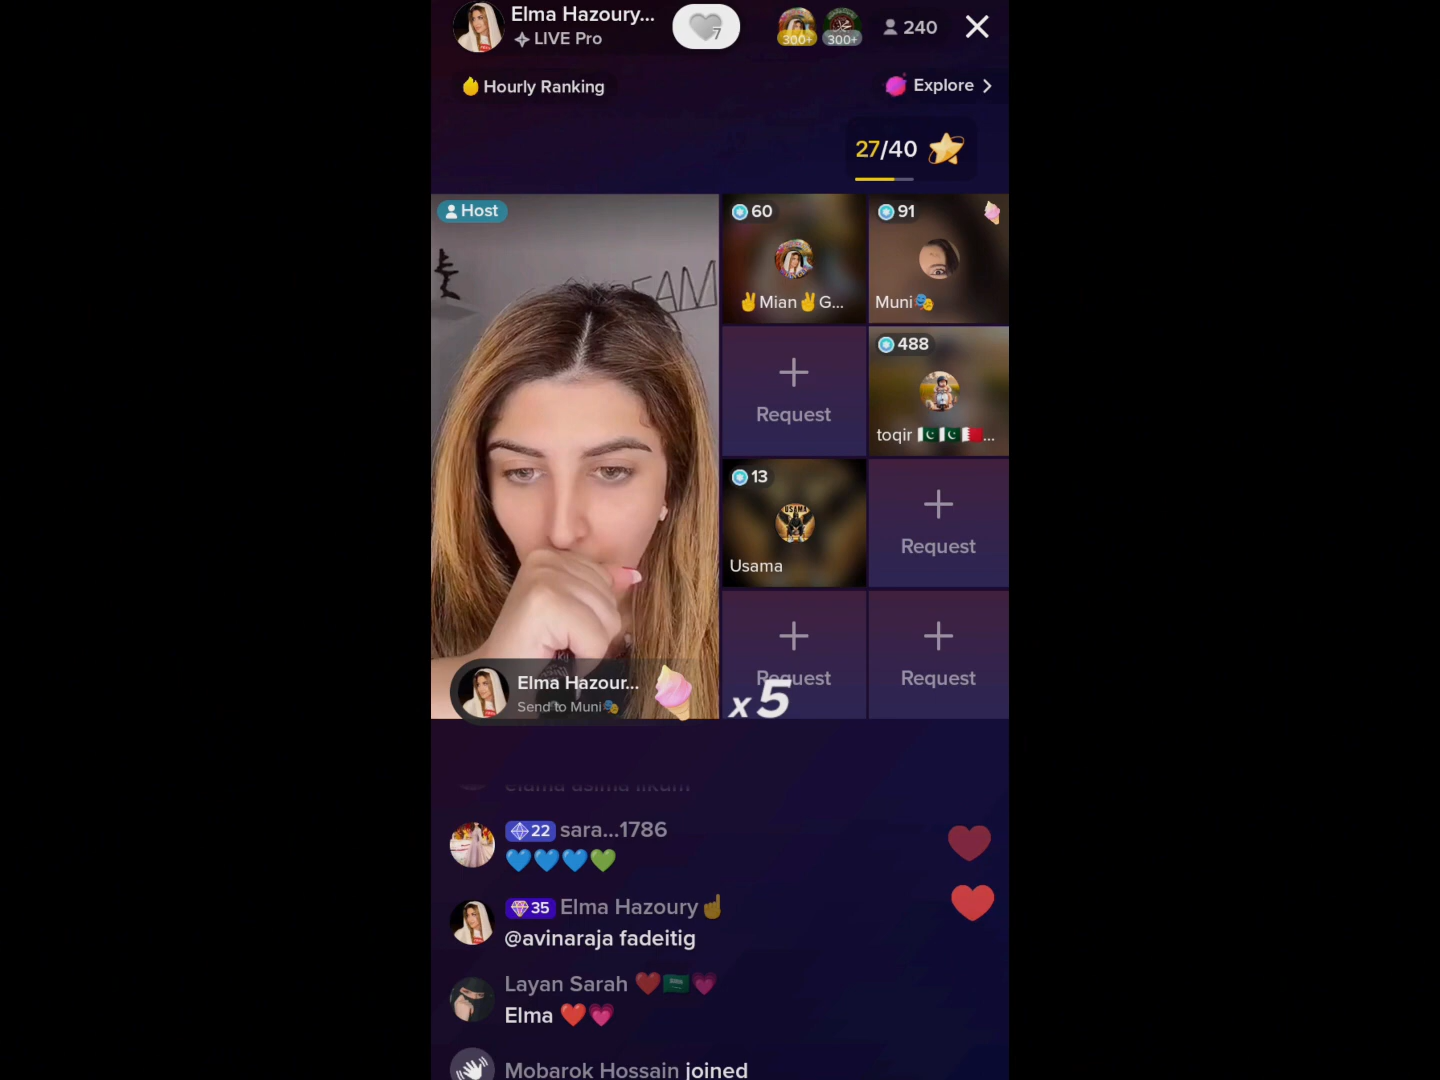 Elma Hazoury...
LIVE Pro
7
300+
300+
240
Hourly Ranking
Explore
27/40
Host
60
✌Mian✌G...
91
Muni🎭
Request
488
toqir 🇵🇰🇵🇰🇧🇭...
13
USAMA
Usama
Request
Request
Request
Elma Hazour...
Send to Muni🎭
x5
22 sara...1786
💙💙💙💚
35 Elma Hazoury☝
@avinaraja fadeitig
Layan Sarah ❤️🇸🇦💗
Elma ❤️💗
Mobarok Hossain joined